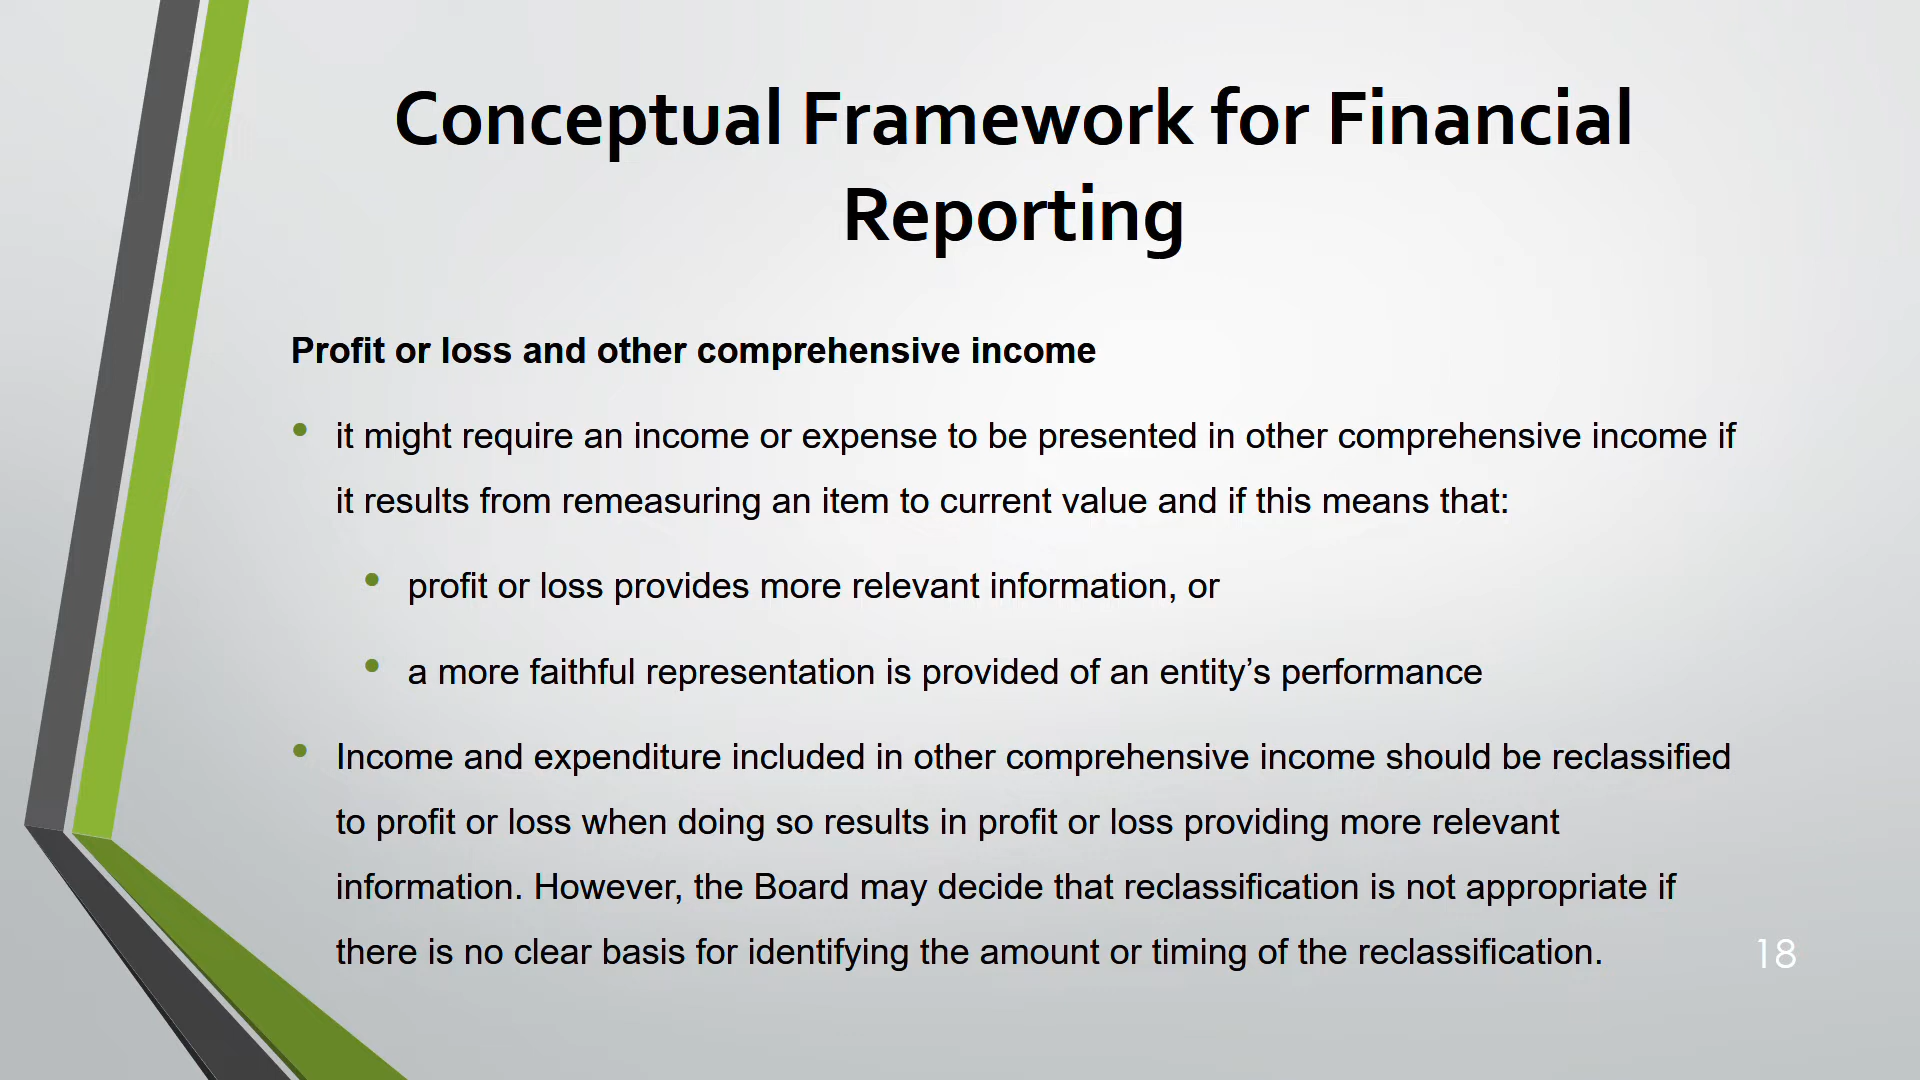 Conceptual Framework for Financial
Reporting
Profit or loss and other comprehensive income
• it might require an income or expense to be presented in other comprehensive income if
it results from remeasuring an item to current value and if this means that:
• profit or loss provides more relevant information, or
• a more faithful representation is provided of an entity’s performance
• Income and expenditure included in other comprehensive income should be reclassified
to profit or loss when doing so results in profit or loss providing more relevant
information. However, the Board may decide that reclassification is not appropriate if
there is no clear basis for identifying the amount or timing of the reclassification.
18